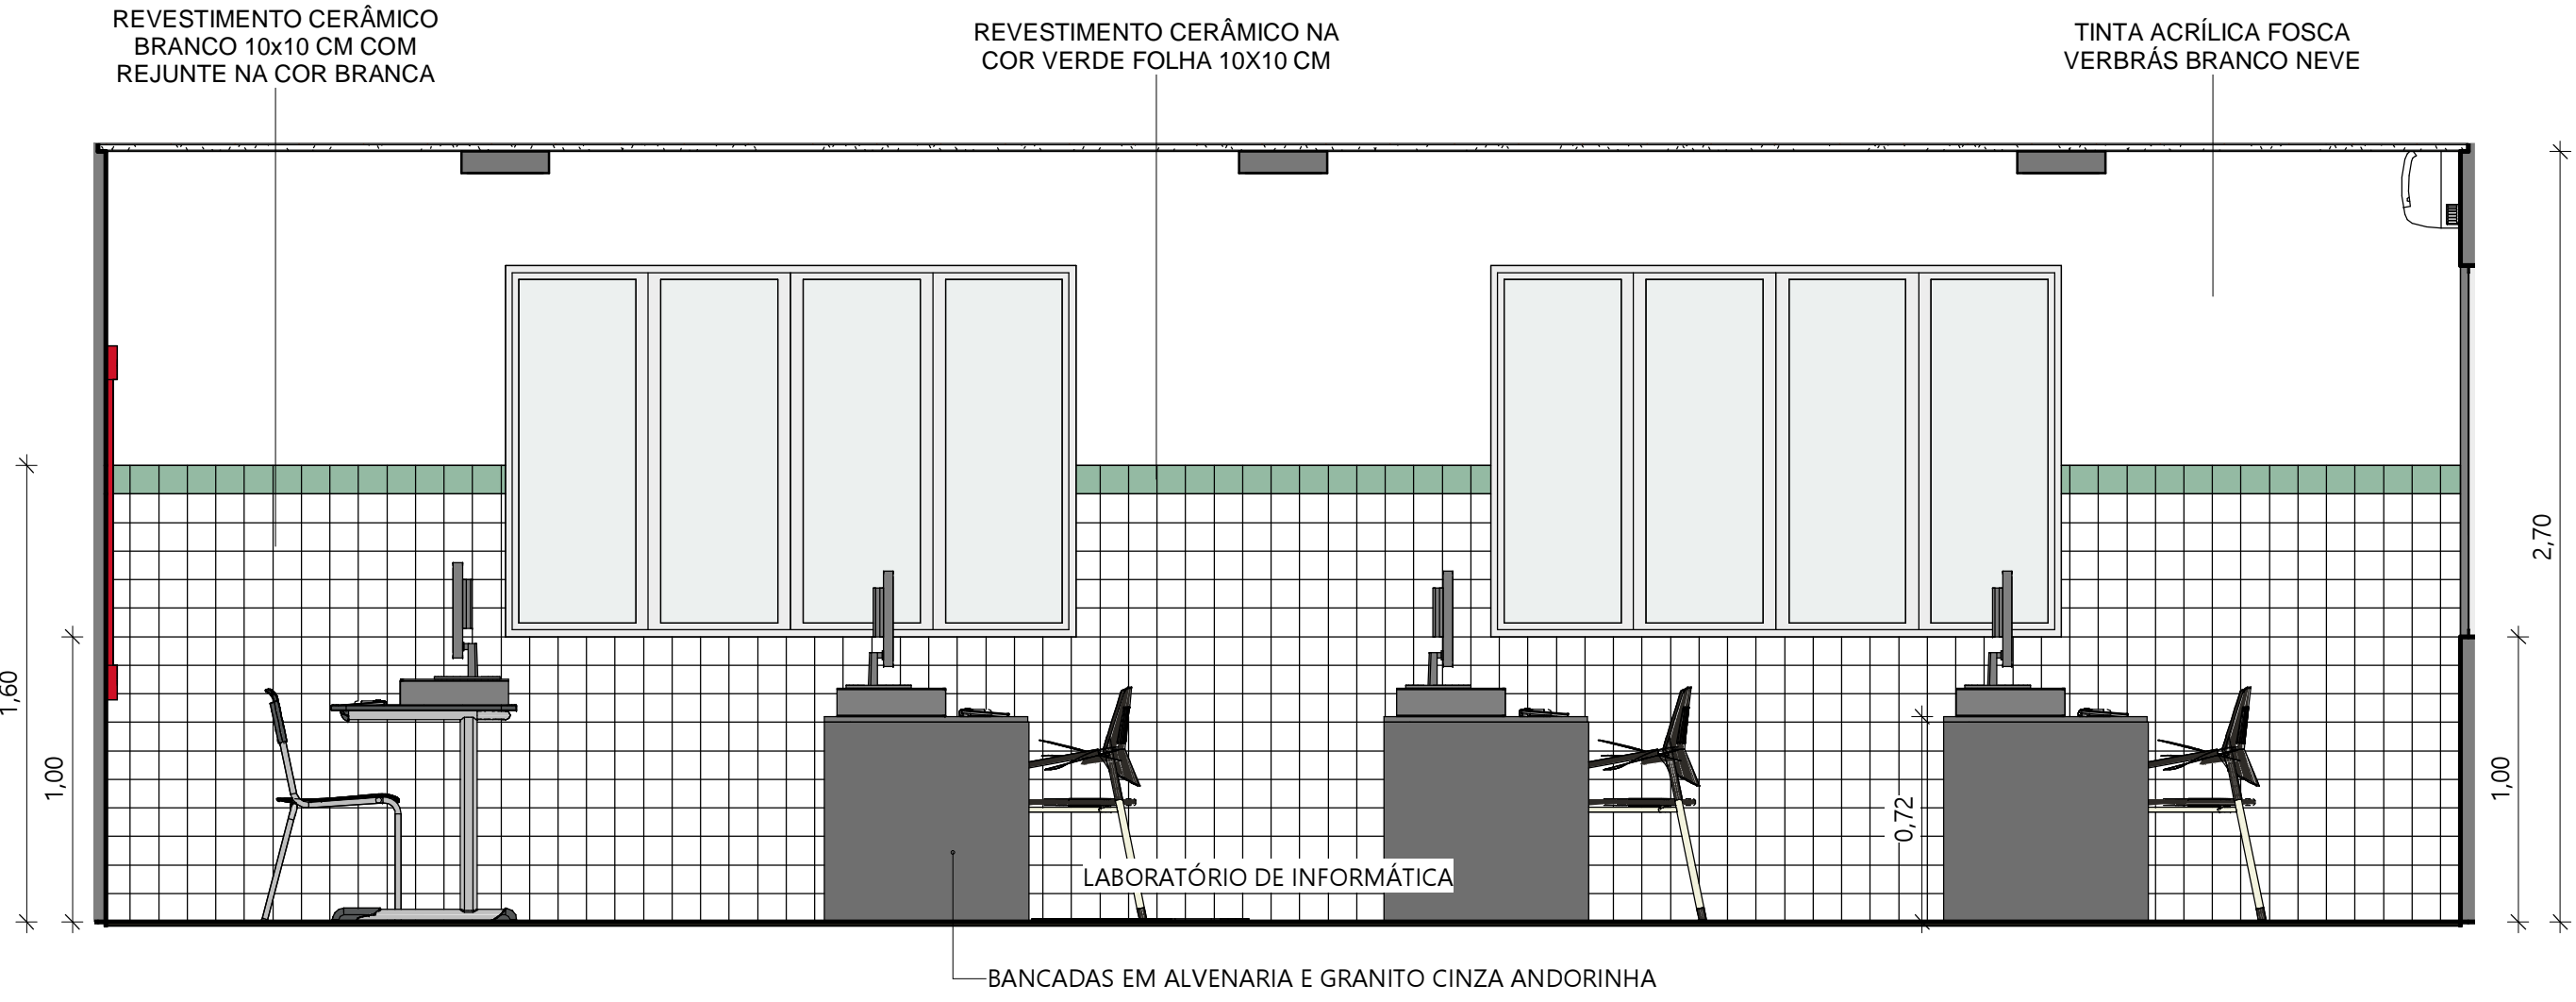 REVESTIMENTO CERÂMICO
BRANCO 10x10 CM COM
REJUNTE NA COR BRANCA
REVESTIMENTO CERÂMICO NA
COR VERDE FOLHA 10X10 CM
TINTA ACRÍLICA FOSCA
VERBRÁS BRANCO NEVE
1,60
1,00
0,72
1,00
2,70
LABORATÓRIO DE INFORMÁTICA
BANCADAS EM ALVENARIA E GRANITO CINZA ANDORINHA